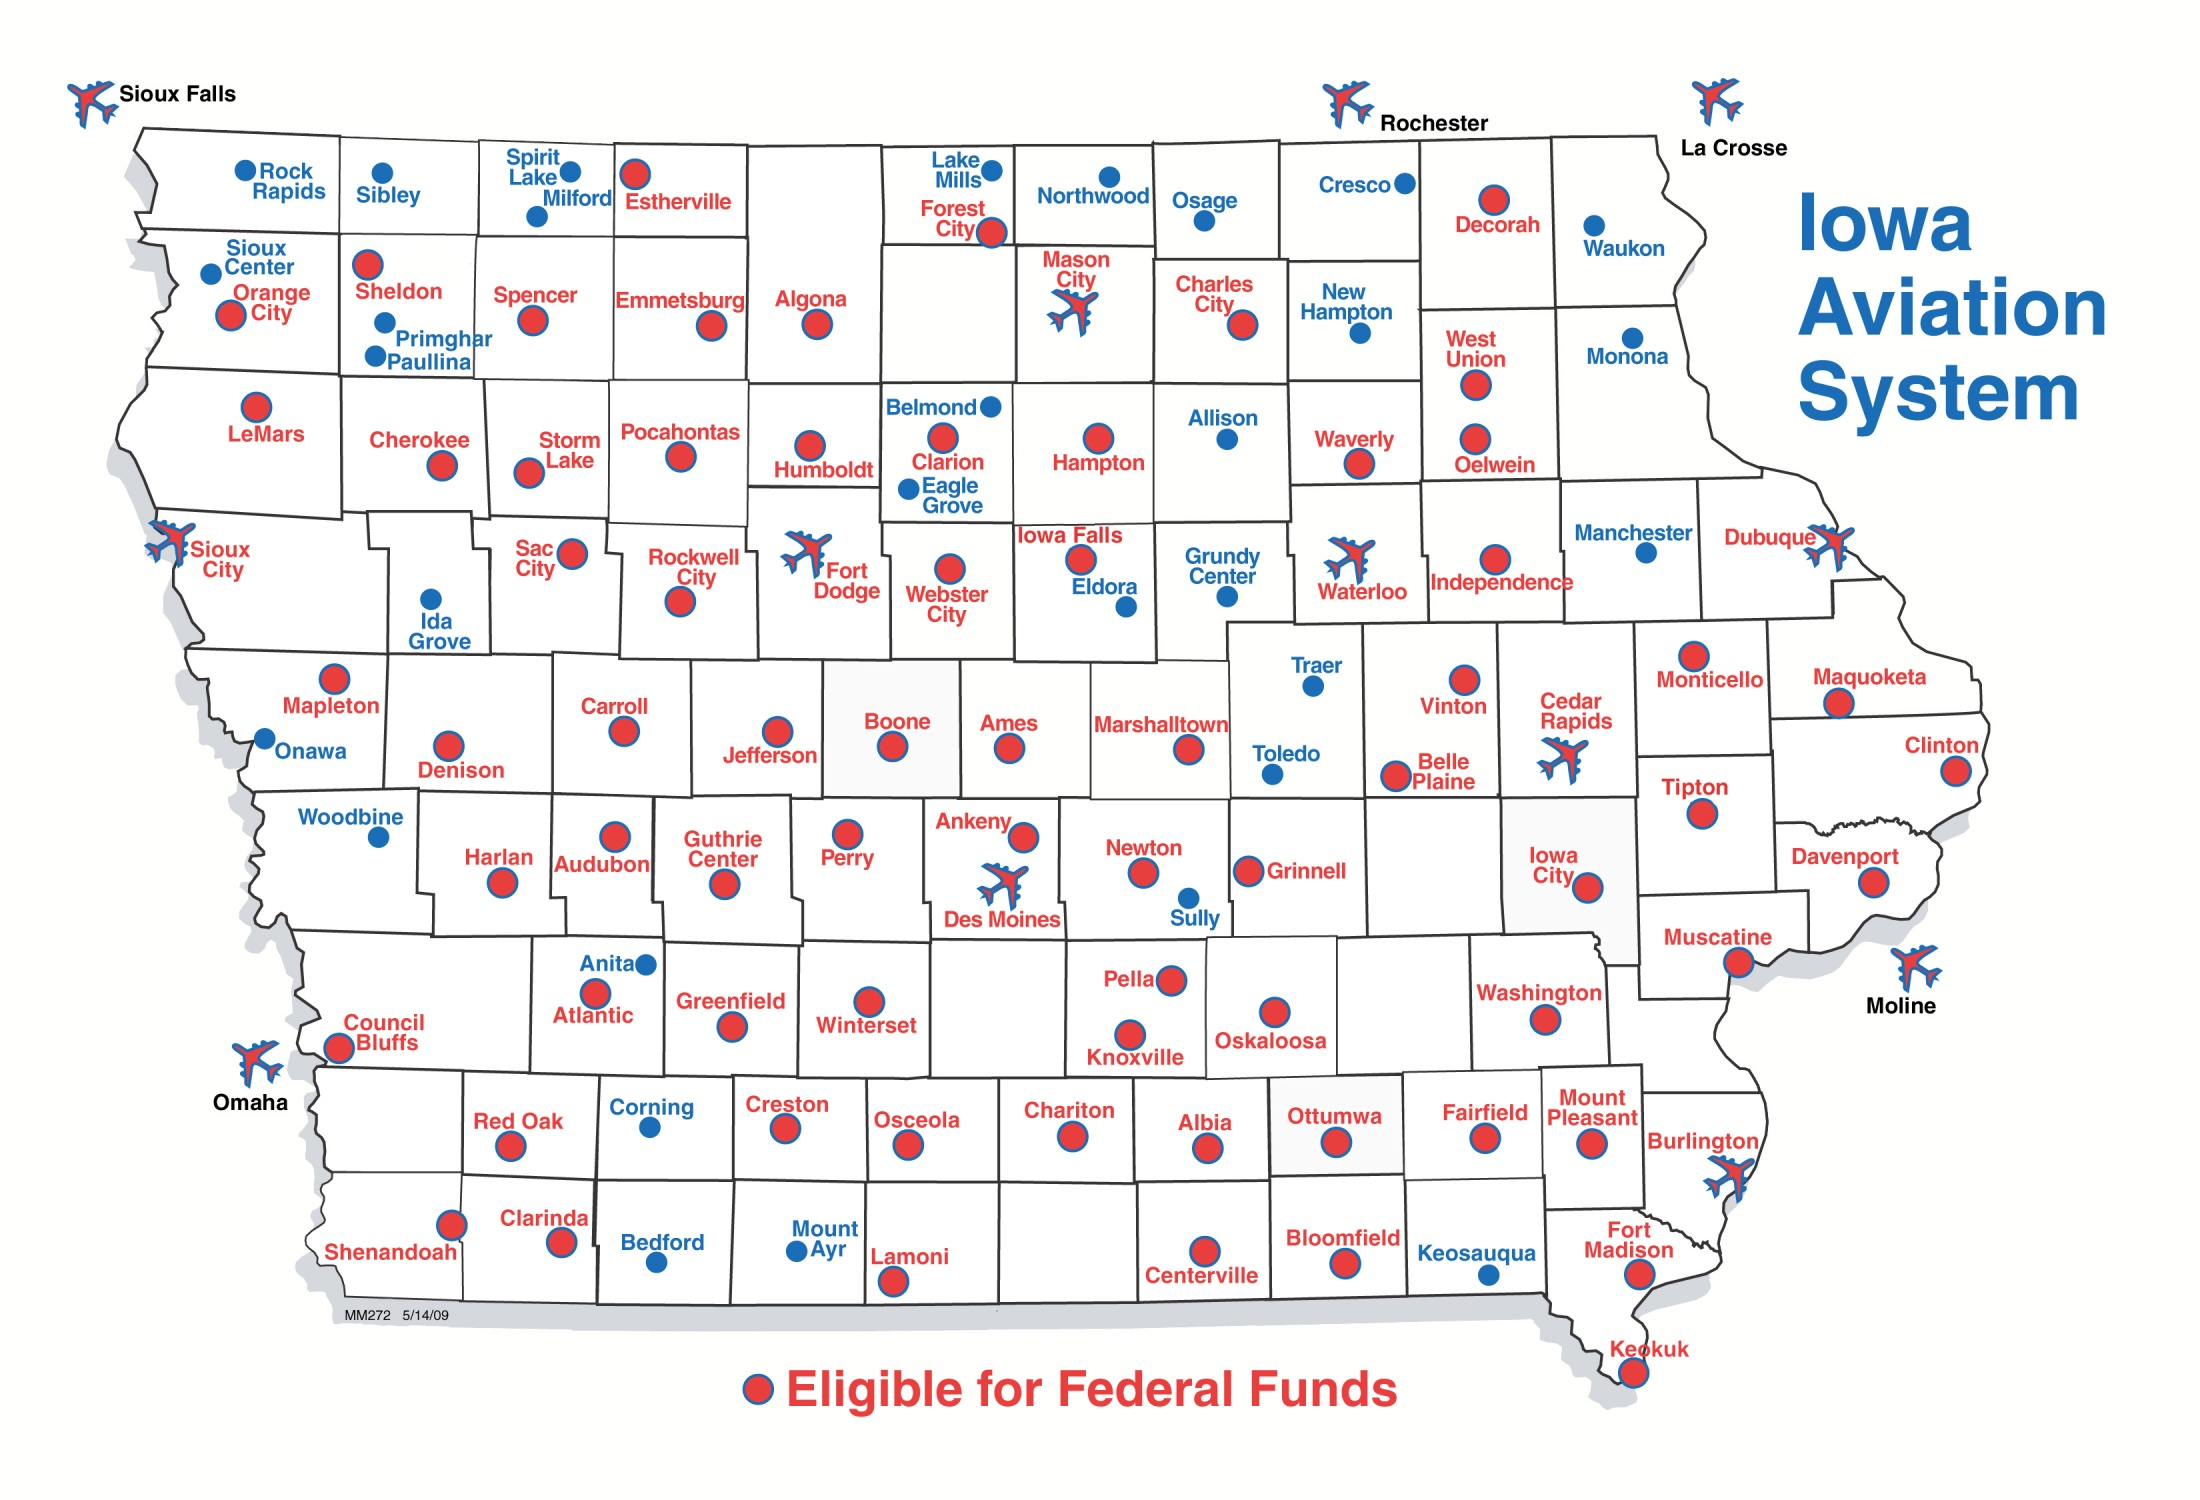 Sioux Falls
Rochester
La Crosse
Iowa
Aviation
System
Rock
Rapids
Sibley
Spirit
Lake
Milford
Estherville
Lake
Mills
Forest
City
Northwood
Osage
Cresco
Decorah
Waukon
Sioux
Center
Orange
City
Sheldon
Primghar
Paullina
Spencer
Emmetsburg
Algona
Mason
City
Charles
City
New
Hampton
West
Union
Monona
LeMars
Cherokee
Storm
Lake
Pocahontas
Humboldt
Belmond
Clarion
Eagle
Grove
Hampton
Allison
Waverly
Oelwein
Sioux
City
Ida
Grove
Sac
City
Rockwell
City
Fort
Dodge
Webster
City
Iowa Falls
Eldora
Grundy
Center
Waterloo
Independence
Manchester
Dubuque
Mapleton
Onawa
Denison
Carroll
Jefferson
Boone
Ames
Marshalltown
Traer
Toledo
Vinton
Belle
Plaine
Cedar
Rapids
Monticello
Maquoketa
Clinton
Woodbine
Harlan
Audubon
Guthrie
Center
Perry
Ankeny
Des Moines
Newton
Sully
Grinnell
Iowa
City
Tipton
Davenport
Muscatine
Moline
Council
Bluffs
Omaha
Anita
Atlantic
Greenfield
Winterset
Pella
Knoxville
Oskaloosa
Washington
Red Oak
Corning
Creston
Osceola
Chariton
Albia
Ottumwa
Fairfield
Mount
Pleasant
Burlington
Shenandoah
Clarinda
Bedford
Mount
Ayr
Lamoni
Centerville
Bloomfield
Keosauqua
Fort
Madison
Keokuk
MM272 5/14/09
Eligible for Federal Funds